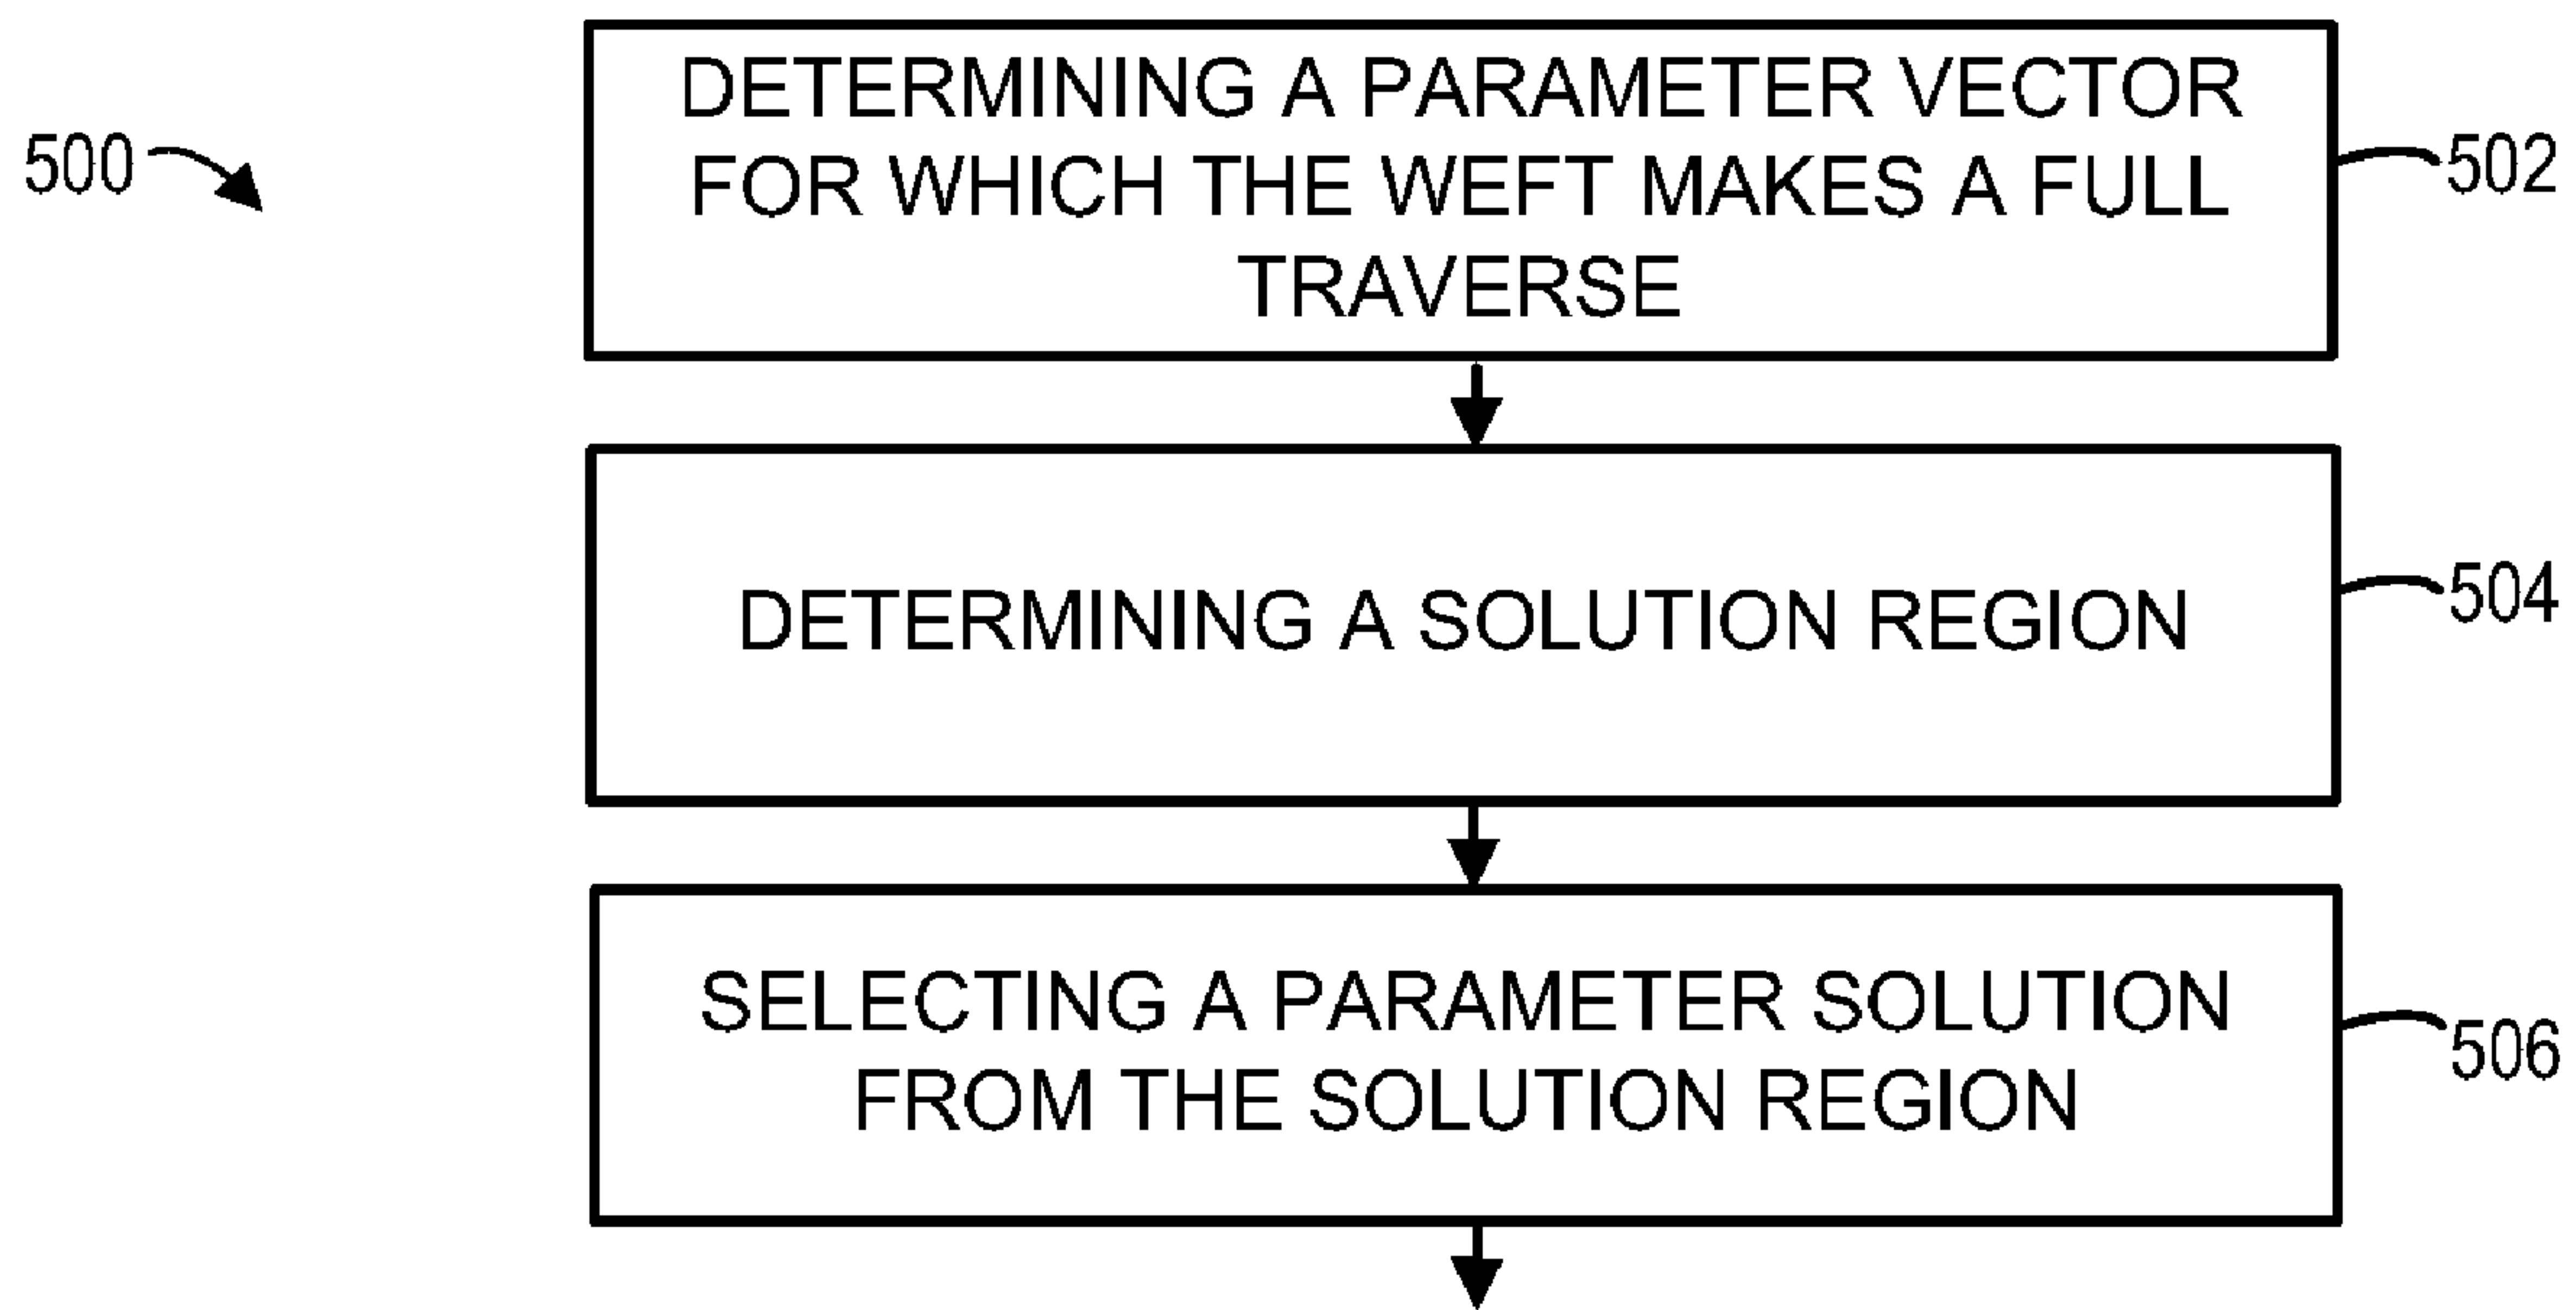 DETERMINING A PARAMETER VECTOR
500
FOR WHICH THE WEFT MAKES A FULL
502
TRAVERSE
DETERMINING A SOLUTION REGION
504
SELECTING A PARAMETER SOLUTION
506
FROM THE SOLUTION REGION